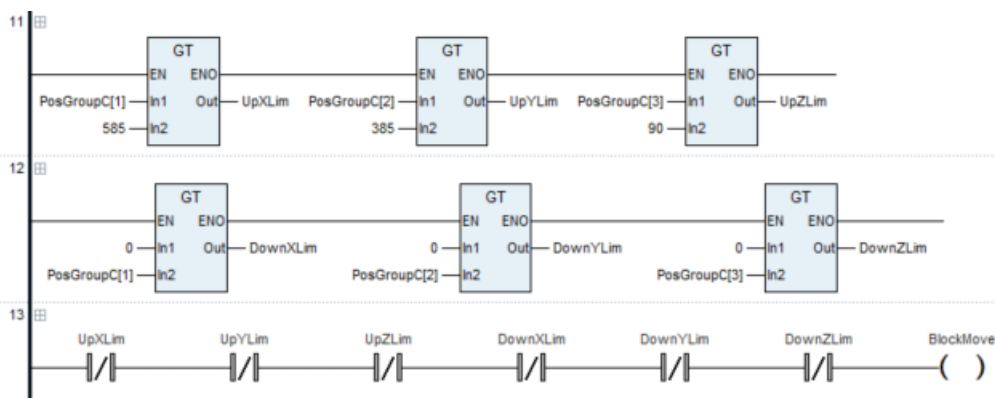 11
GT GT GT
EN ENO EN ENO EN ENO
PosGroupC[1] In1 Out UpXLim PosGroupC[2] In1 Out UpYLim PosGroupC[3] In1 Out UpZLim
585 In2 385 In2 90 In2
12
GT GT GT
EN ENO EN ENO EN ENO
0 In1 Out DownXLim 0 In1 Out DownYLim 0 In1 Out DownZLim
PosGroupC[1] In2 PosGroupC[2] In2 PosGroupC[3] In2
13
UpXLim UpYLim UpZLim DownXLim DownYLim DownZLim BlockMove